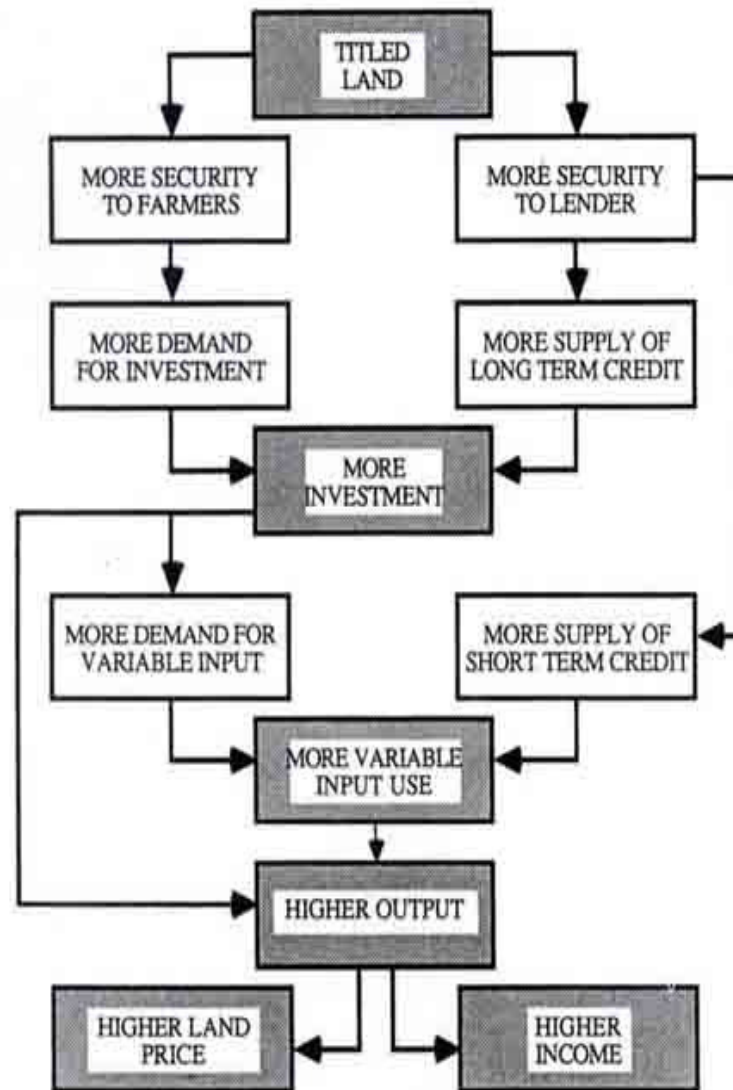 TITLED
LAND
MORE SECURITY
TO FARMERS
MORE SECURITY
TO LENDER
MORE DEMAND
FOR INVESTMENT
MORE SUPPLY OF
LONG TERM CREDIT
MORE
INVESTMENT
MORE DEMAND FOR
VARIABLE INPUT
MORE SUPPLY OF
SHORT TERM CREDIT
MORE VARIABLE
INPUT USE
HIGHER OUTPUT
HIGHER LAND
PRICE
HIGHER
INCOME